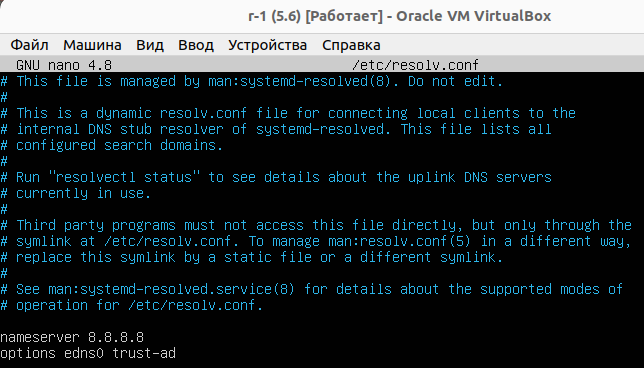 r-1 (5.6) [Работает] - Oracle VM VirtualBox
Файл Машина Вид Ввод Устройства Справка
GNU nano 4.8 /etc/resolv.conf
# This file is managed by man:systemd-resolved(8). Do not edit.
#
# This is a dynamic resolv.conf file for connecting local clients to the
# internal DNS stub resolver of systemd-resolved. This file lists all
# configured search domains.
#
# Run "resolvectl status" to see details about the uplink DNS servers
# currently in use.
#
# Third party programs must not access this file directly, but only through the
# symlink at /etc/resolv.conf. To manage man:resolv.conf(5) in a different way,
# replace this symlink by a static file or a different symlink.
#
# See man:systemd-resolved.service(8) for details about the supported modes of
# operation for /etc/resolv.conf.
nameserver 8.8.8.8
options edns0 trust-ad